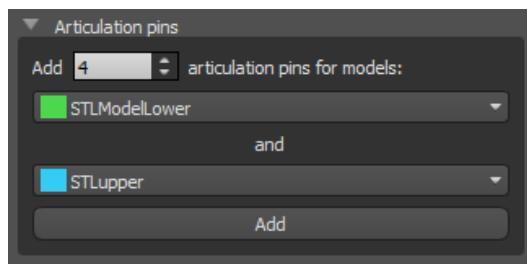 Articulation pins
Add 4 articulation pins for models:
STLModelLower
and
STLupper
Add